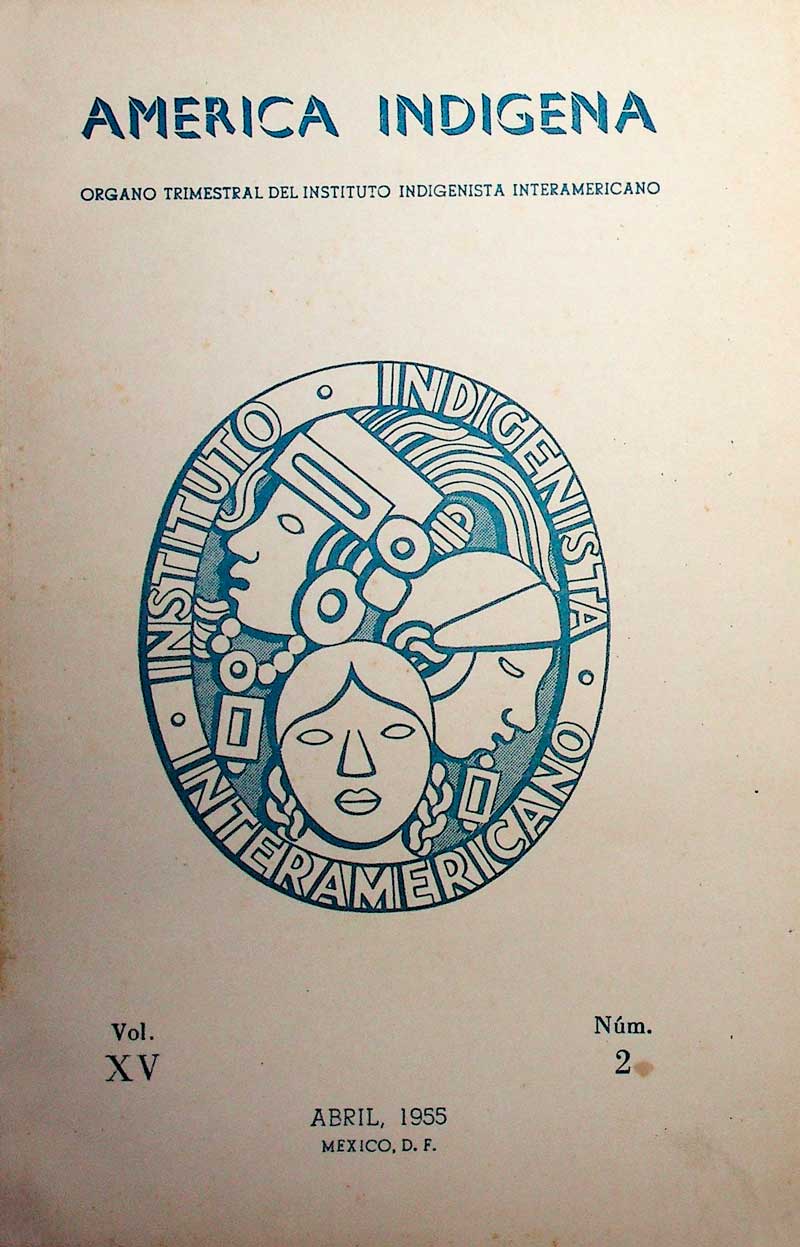 AMERICA INDIGENA
ORGANO TRIMESTRAL DEL INSTITUTO INDIGENISTA INTERAMERICANO
INSTITUTO · INDIGENISTA · INTERAMERICANO ·
Vol.
XV
Núm.
2
ABRIL, 1955
MEXICO, D. F.